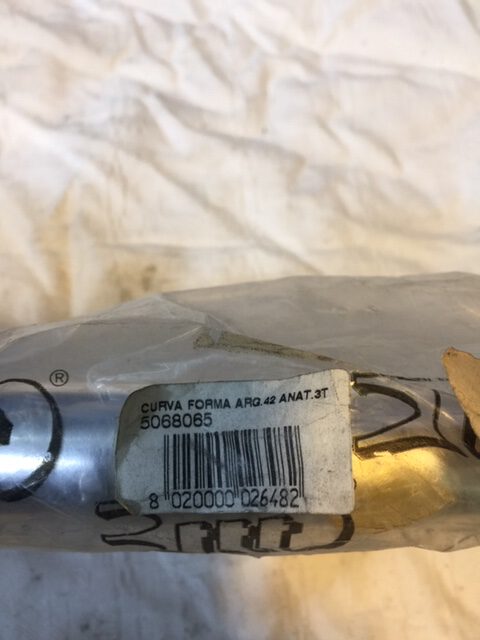 ®
CURVA FORMA ARG.42 ANAT.3T
5068065
8 020000 026482